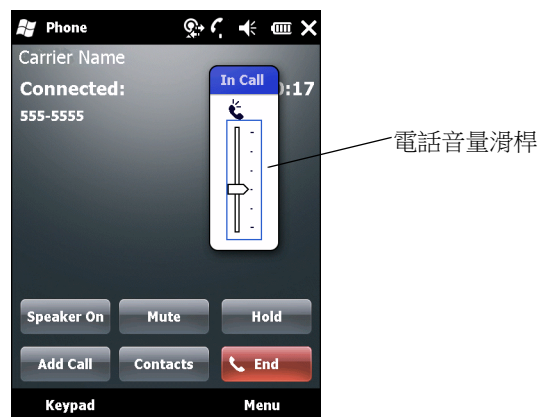 Phone
Carrier Name
In Call
Connected: :17
555-5555
電話音量滑桿
Speaker On Mute Hold
Add Call Contacts End
Keypad Menu